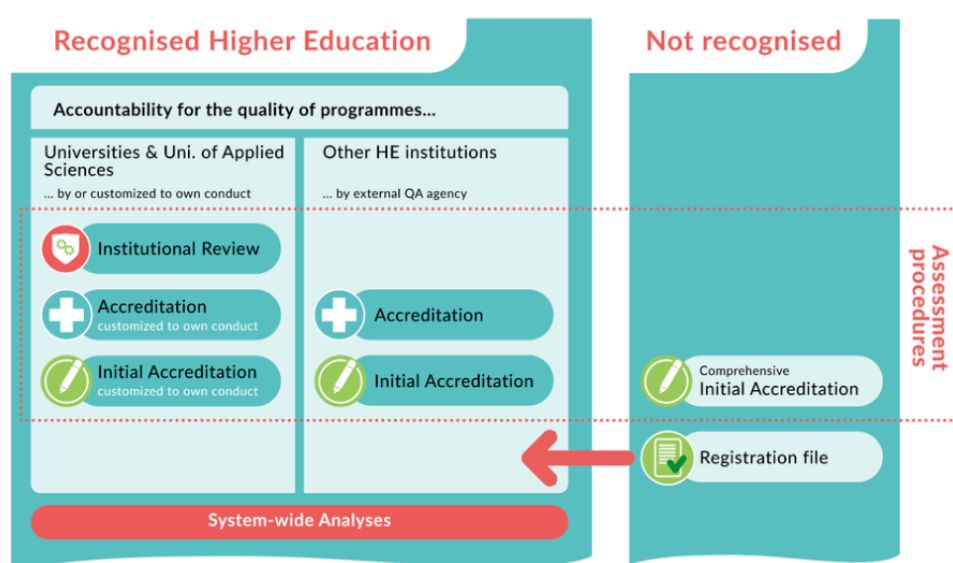 Recognised Higher Education
Not recognised
Accountability for the quality of programmes...
Universities & Uni. of Applied
Sciences
... by or customized to own conduct
Other HE institutions
... by external QA agency
Institutional Review
Accreditation
customized to own conduct
Initial Accreditation
customized to own conduct
Accreditation
Initial Accreditation
Comprehensive
Initial Accreditation
Registration file
Assessment
procedures
System-wide Analyses